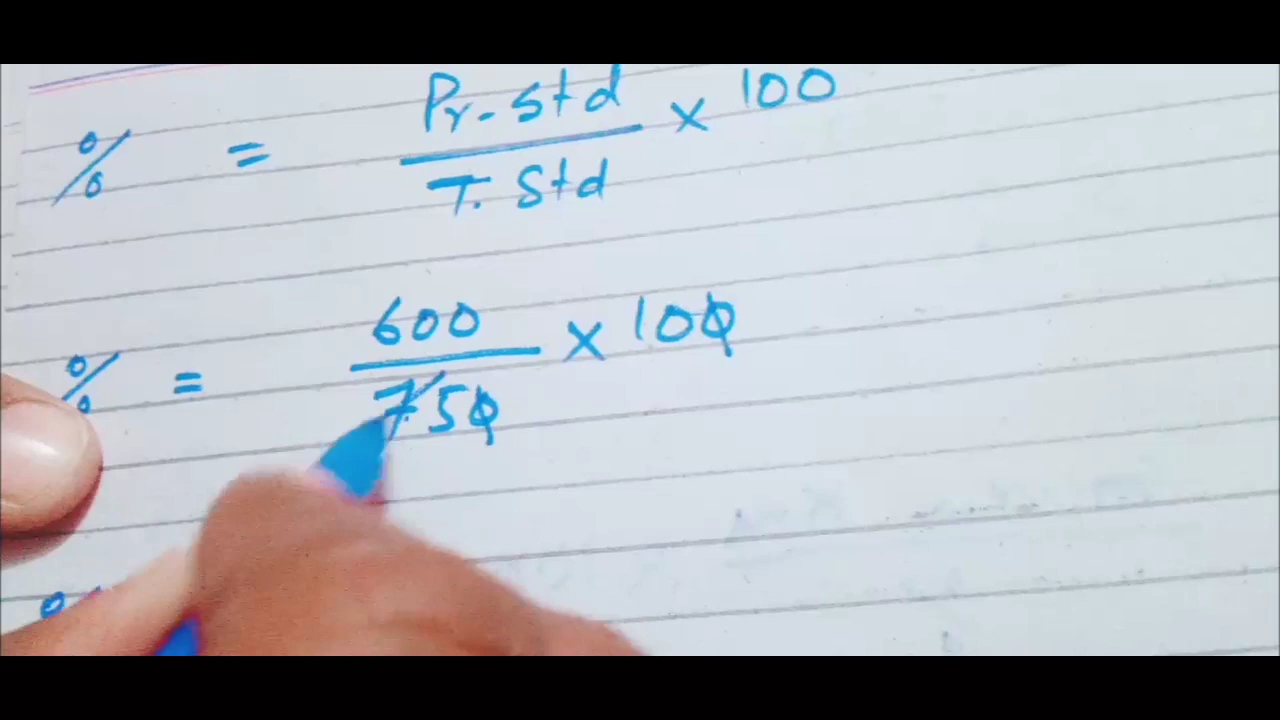 % = Pr. Std / T. Std × 100
% = 600 / 750 × 100
%